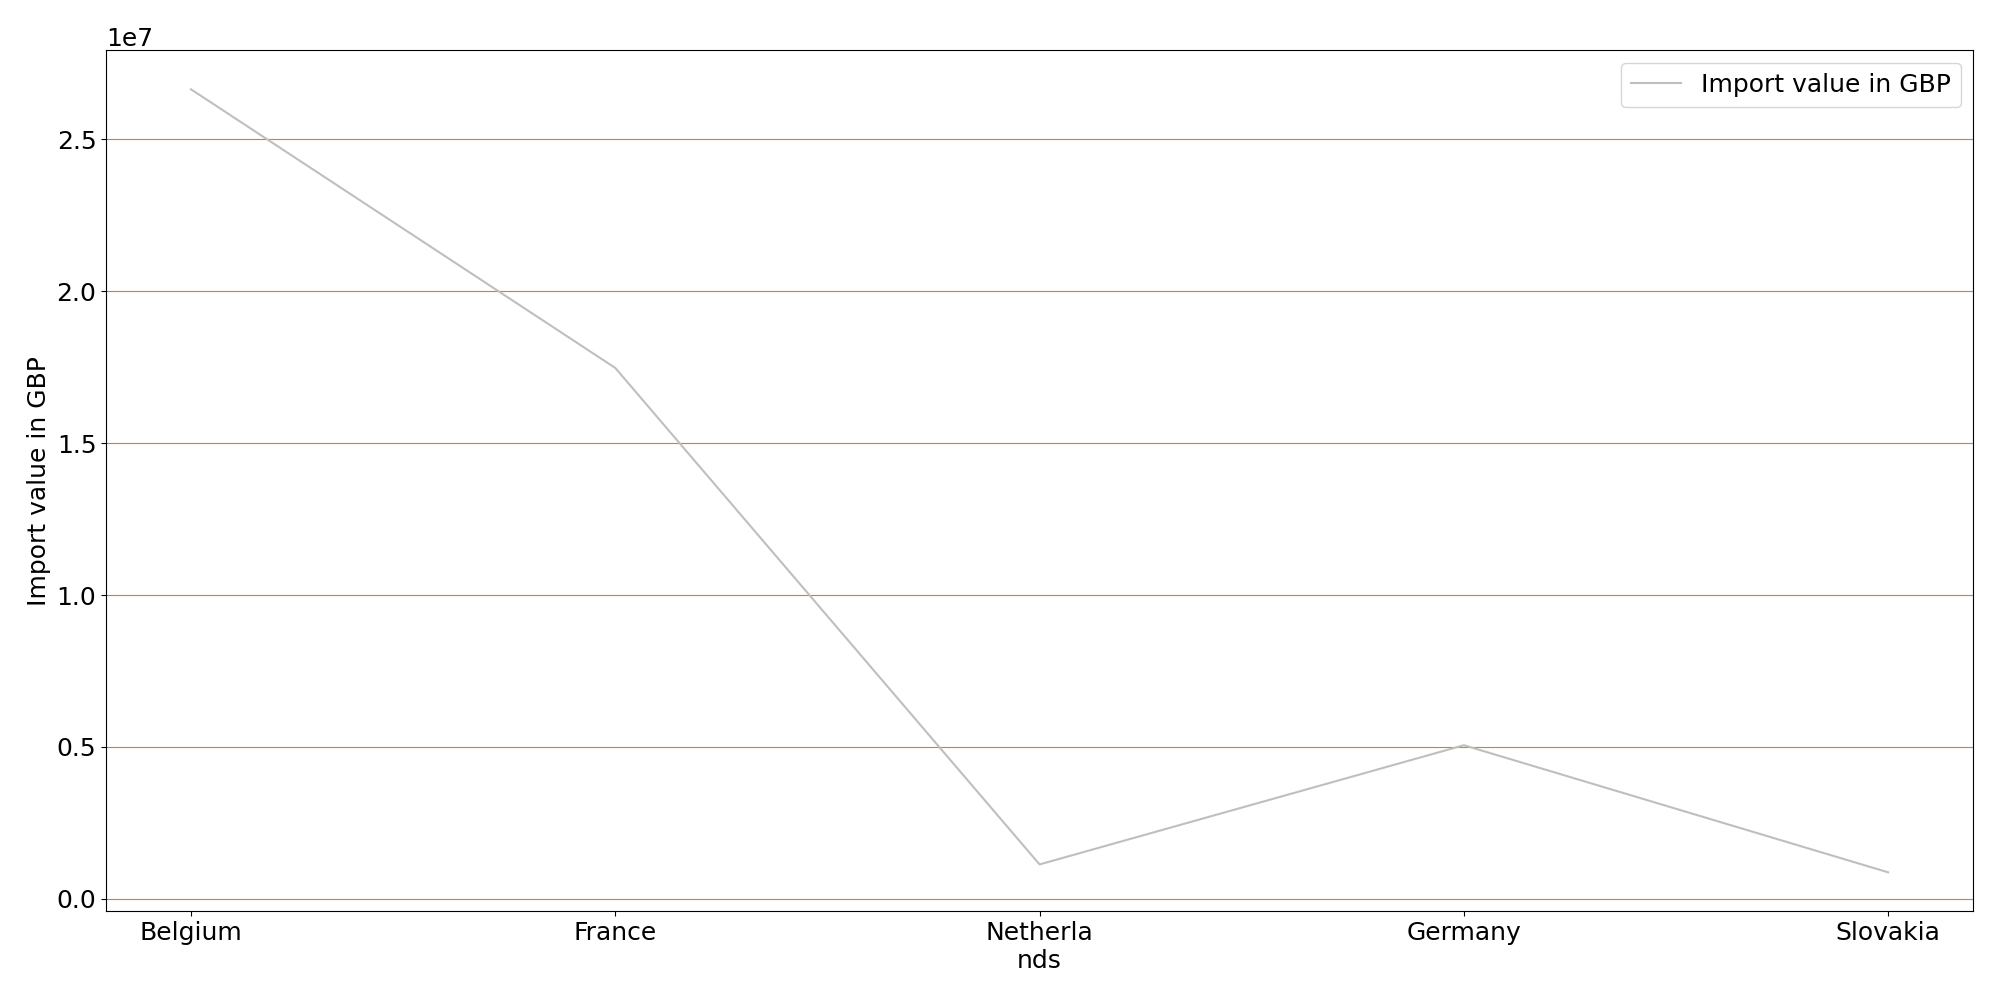 1e7
Import value in GBP
2.5
2.0
1.5
1.0
0.5
0.0
Import value in GBP
Belgium
France
Netherla
nds
Germany
Slovakia